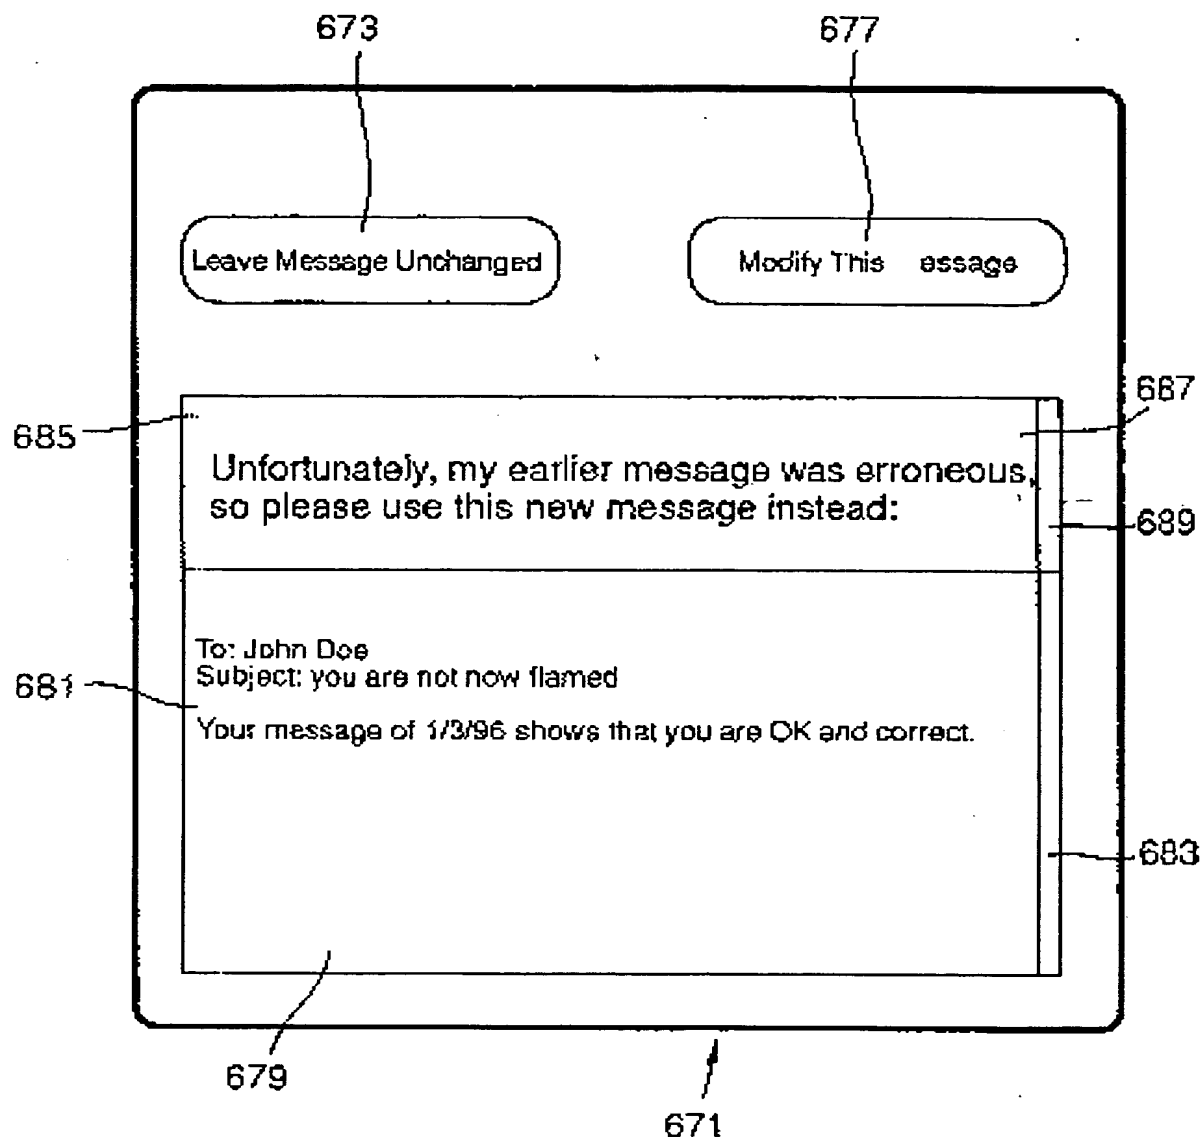 673
677
Leave Message Unchanged
Modify This essage
687
685
Unfortunately, my earlier message was erroneous,
so please use this new message instead:
689
To: John Doe
Subject: you are not now flamed
681
Your message of 1/3/96 shows that you are OK and correct.
683
679
671